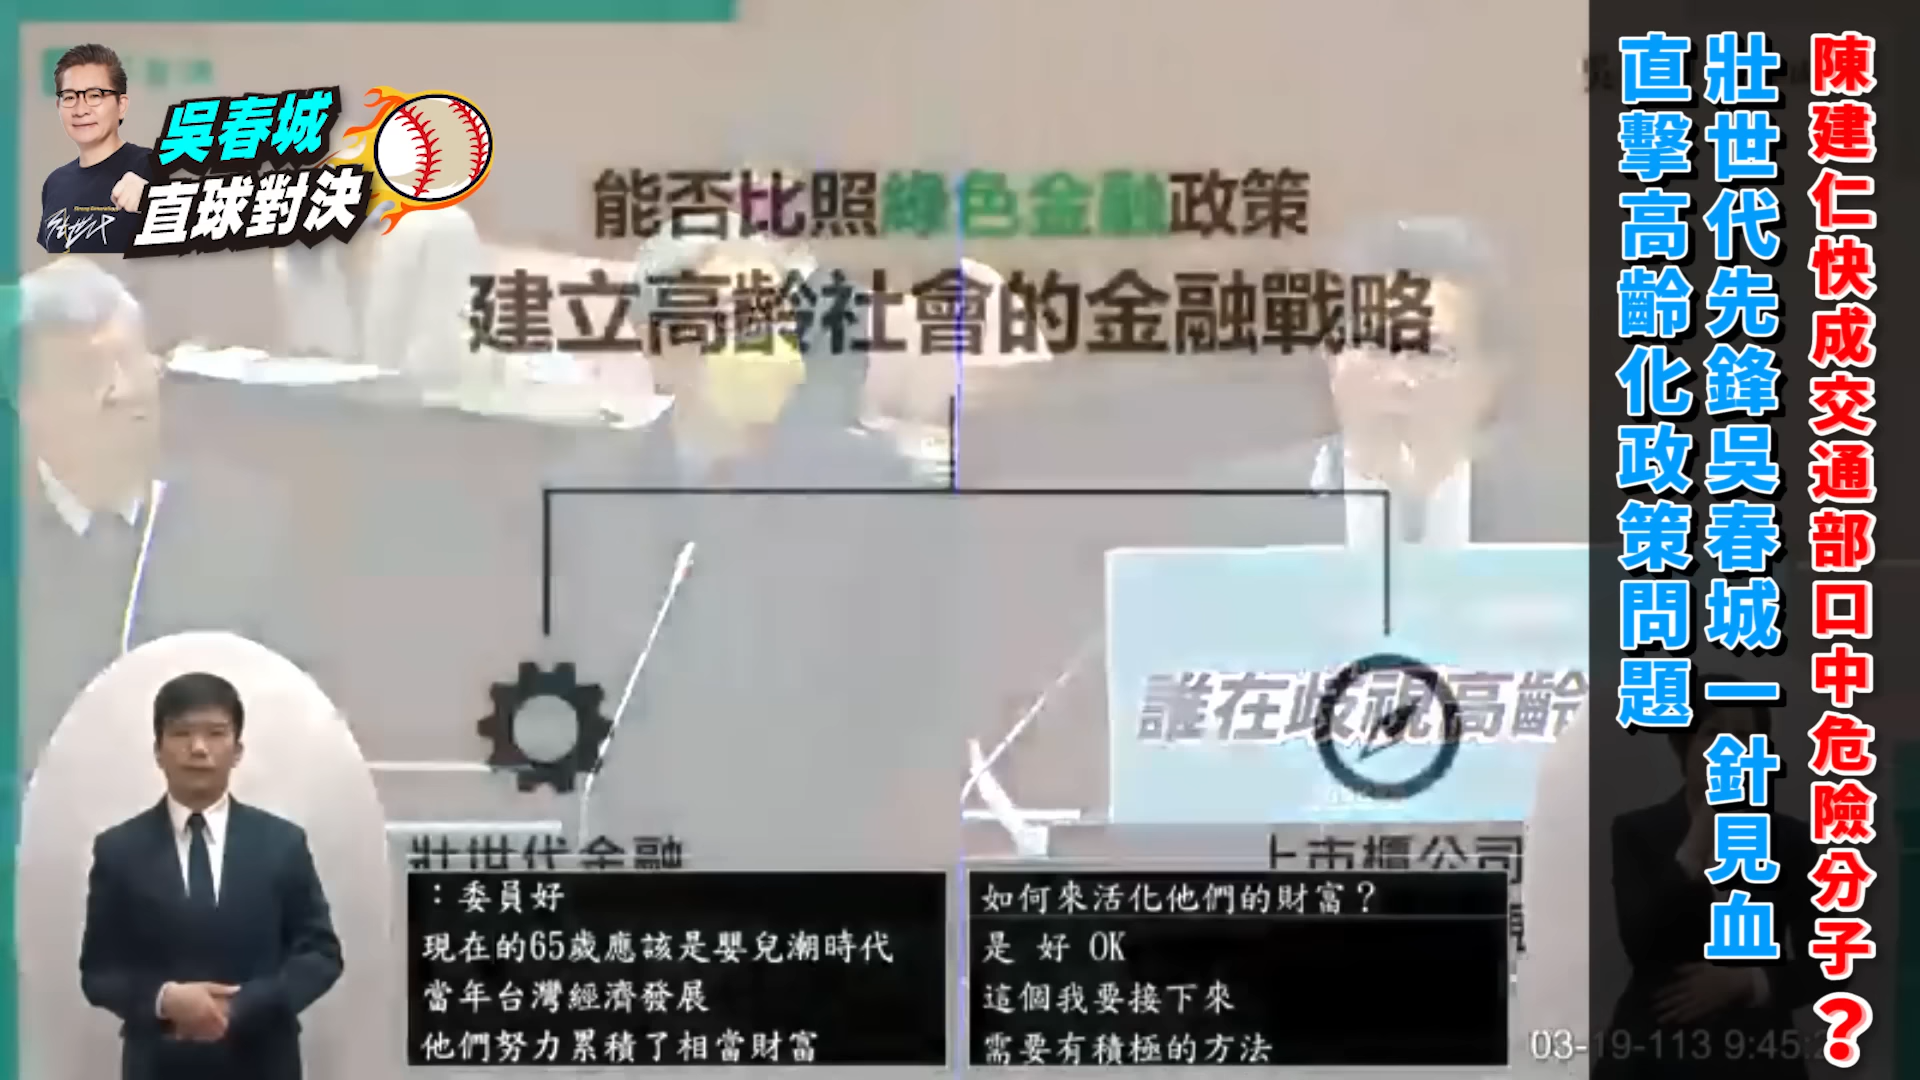 吳春城
直球對決
能否比照綠色金融政策
建立高齡社會的金融戰略
誰在歧視高齡
壯世代金融
上市櫃公司
：委員好
現在的65歲應該是嬰兒潮時代
當年台灣經濟發展
他們努力累積了相當財富
如何來活化他們的財富？
是 好 OK
這個我要接下來
需要有積極的方法
03-19-113 9:45:2
陳建仁快成交通部口中危險分子？
壯世代先鋒吳春城一針見血
直擊高齡化政策問題